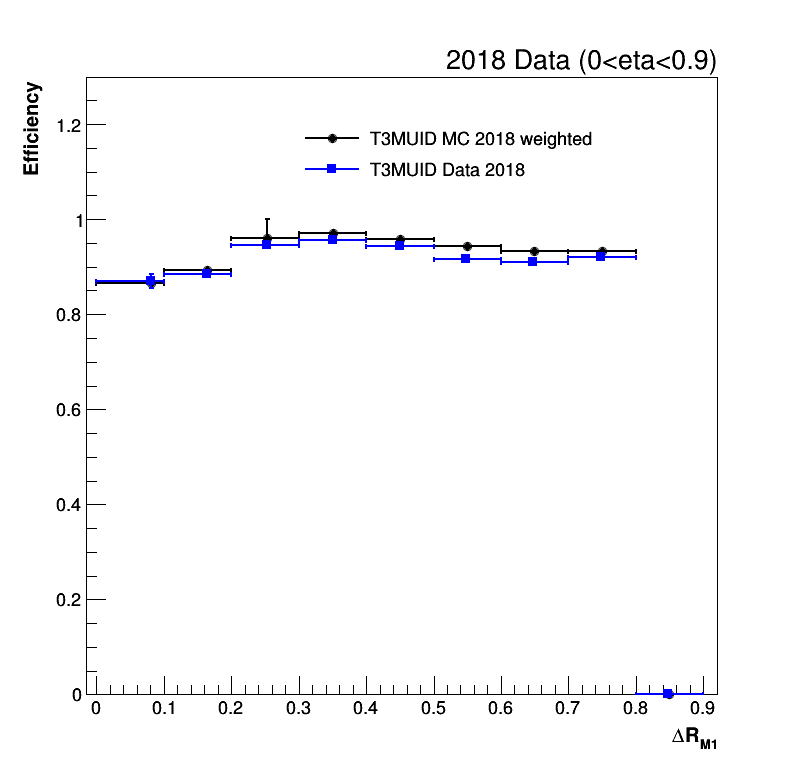 2018 Data (0<eta<0.9)
Efficiency
T3MUID MC 2018 weighted
T3MUID Data 2018
1.2
1
0.8
0.6
0.4
0.2
0
0 0.1 0.2 0.3 0.4 0.5 0.6 0.7 0.8 0.9
ΔR_M1